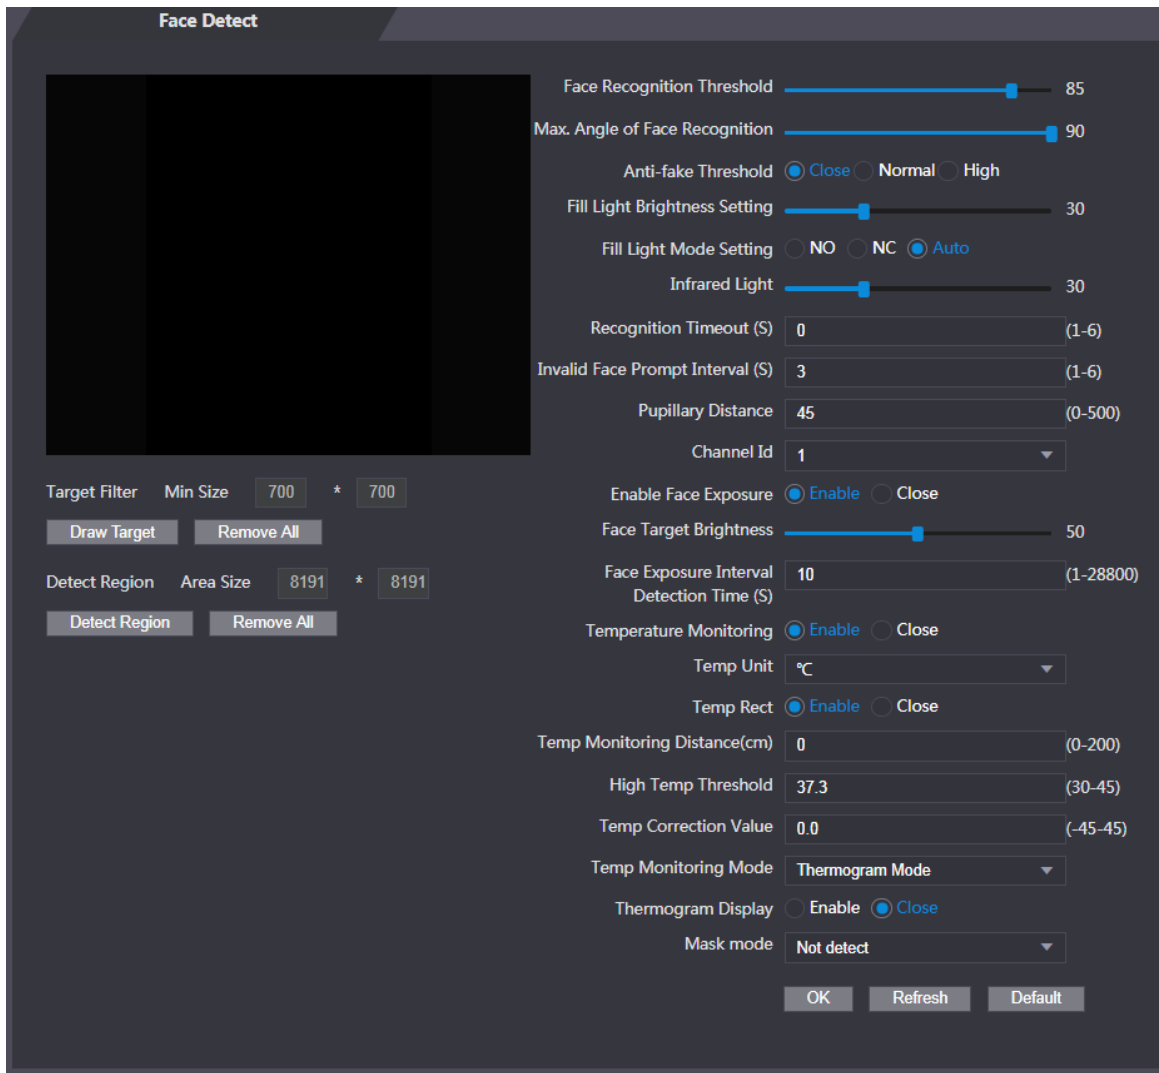 Face Detect
Face Recognition Threshold 85
Max. Angle of Face Recognition 90
Anti-fake Threshold Close Normal High
Fill Light Brightness Setting 30
Fill Light Mode Setting NO NC Auto
Infrared Light 30
Recognition Timeout (S) 0 (1-6)
Invalid Face Prompt Interval (S) 3 (1-6)
Pupillary Distance 45 (0-500)
Channel Id 1
Target Filter Min Size 700 * 700
Draw Target Remove All
Detect Region Area Size 8191 * 8191
Detect Region Remove All
Enable Face Exposure Enable Close
Face Target Brightness 50
Face Exposure Interval 10 (1-28800)
Detection Time (S)
Temperature Monitoring Enable Close
Temp Unit ℃
Temp Rect Enable Close
Temp Monitoring Distance(cm) 0 (0-200)
High Temp Threshold 37.3 (30-45)
Temp Correction Value 0.0 (-45-45)
Temp Monitoring Mode Thermogram Mode
Thermogram Display Enable Close
Mask mode Not detect
OK Refresh Default